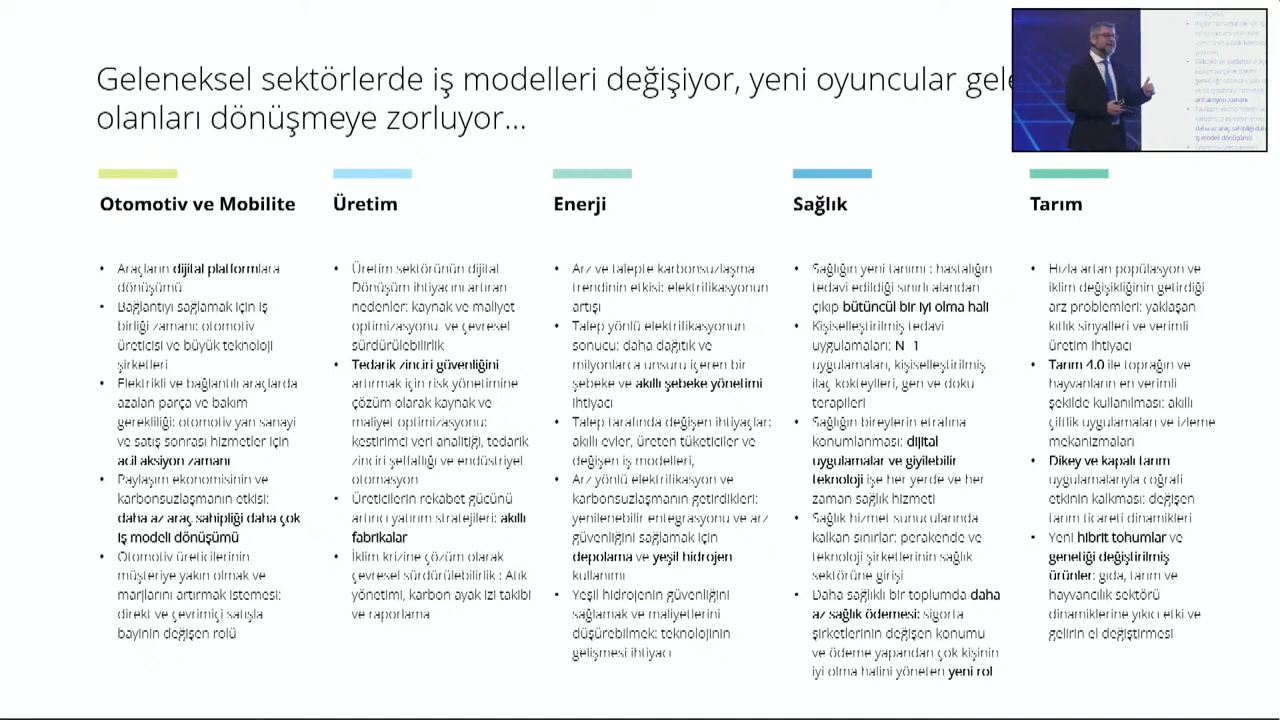 Geleneksel sektörlerde iş modelleri değişiyor, yeni oyuncular gele
olanları dönüşmeye zorluyor...
Otomotiv ve Mobilite
• Araçların dijital platformlara
dönüşümü
• Bağlantıyı sağlamak için iş
birliği zamanı: otomotiv
üreticisi ve büyük teknoloji
şirketleri
• Elektrikli ve bağlantılı araçlarda
azalan parça ve bakım
gerekliliği: otomotiv yan sanayi
ve satış sonrası hizmetler için
acil aksiyon zamanı
• Paylaşım ekonomisinin ve
karbonsuzlaşmanın etkisi:
daha az araç sahipliği daha çok
iş modeli dönüşümü
• Otomotiv üreticilerinin
müşteriye yakın olmak ve
marjlarını artırmak istemesi:
direkt ve çevrimiçi satışla
bayinin değişen rolü
Üretim
• Üretim sektörünün dijital
Dönüşüm ihtiyacını artıran
nedenler: kaynak ve maliyet
optimizasyonu ve çevresel
sürdürülebilirlik
• Tedarik zinciri güvenliğini
artırmak için risk yönetimine
çözüm olarak kaynak ve
maliyet optimizasyonu:
kestirimci veri analitiği, tedarik
zinciri şeffaflığı ve endüstriyel
otomasyon
• Üreticilerin rekabet gücünü
artırıcı yatırım stratejileri: akıllı
fabrikalar
• İklim krizine çözüm olarak
çevresel sürdürülebilirlik : Atık
yönetimi, karbon ayak izi takibi
ve raporlama
Enerji
• Arz ve talepte karbonsuzlaşma
trendinin etkisi: elektrifikasyonun
artışı
• Talep yönlü elektrifikasyonun
sonucu: daha dağıtık ve
milyonlarca unsuru içeren bir
şebeke ve akıllı şebeke yönetimi
ihtiyacı
• Talep tarafında değişen ihtiyaçlar:
akıllı evler, üreten tüketiciler ve
değişen iş modelleri,
• Arz yönlü elektrifikasyon ve
karbonsuzlaşmanın getirdikleri:
yenilenebilir entegrasyonu ve arz
güvenliğini sağlamak için
depolama ve yeşil hidrojen
kullanımı
• Yeşil hidrojenin güvenliğini
sağlamak ve maliyetlerini
düşürebilmek: teknolojinin
gelişmesi ihtiyacı
Sağlık
• Sağlığın yeni tanımı : hastalığın
tedavi edildiği sınırlı alandan
çıkıp bütüncül bir iyi olma hali
• Kişiselleştirilmiş tedavi
uygulamaları: N 1
uygulamaları, kişiselleştirilmiş
ilaç kokteylleri, gen ve doku
terapileri
• Sağlığın bireylerin etrafına
konumlanması: dijital
uygulamalar ve giyilebilir
teknoloji işe her yerde ve her
zaman sağlık hizmeti
• Sağlık hizmet sunucularında
kalkan sınırlar: perakende ve
teknoloji şirketlerinin sağlık
sektörüne girişi
• Daha sağlıklı bir toplumda daha
az sağlık ödemesi: sigorta
şirketlerinin değişen konumu
ve ödeme yapandan çok kişinin
iyi olma halini yöneten yeni rol
Tarım
• Hızla artan popülasyon ve
iklim değişikliğinin getirdiği
arz problemleri: yaklaşan
kıtlık sinyalleri ve verimli
üretim ihtiyacı
• Tarım 4.0 ile toprağın ve
hayvanların en verimli
şekilde kullanılması: akıllı
çiftlik uygulamaları ve izleme
mekanizmaları
• Dikey ve kapalı tarım
uygulamalarıyla coğrafi
etkinin kalkması: değişen
tarım ticareti dinamikleri
• Yeni hibrit tohumlar ve
genetiği değiştirilmiş
ürünler: gıda, tarım ve
hayvancılık sektörü
dinamiklerine yıkıcı etki ve
gelirin el değiştirmesi
acil aksiyon zamanı
daha az araç sahipliği da
iş modeli dönüşümü